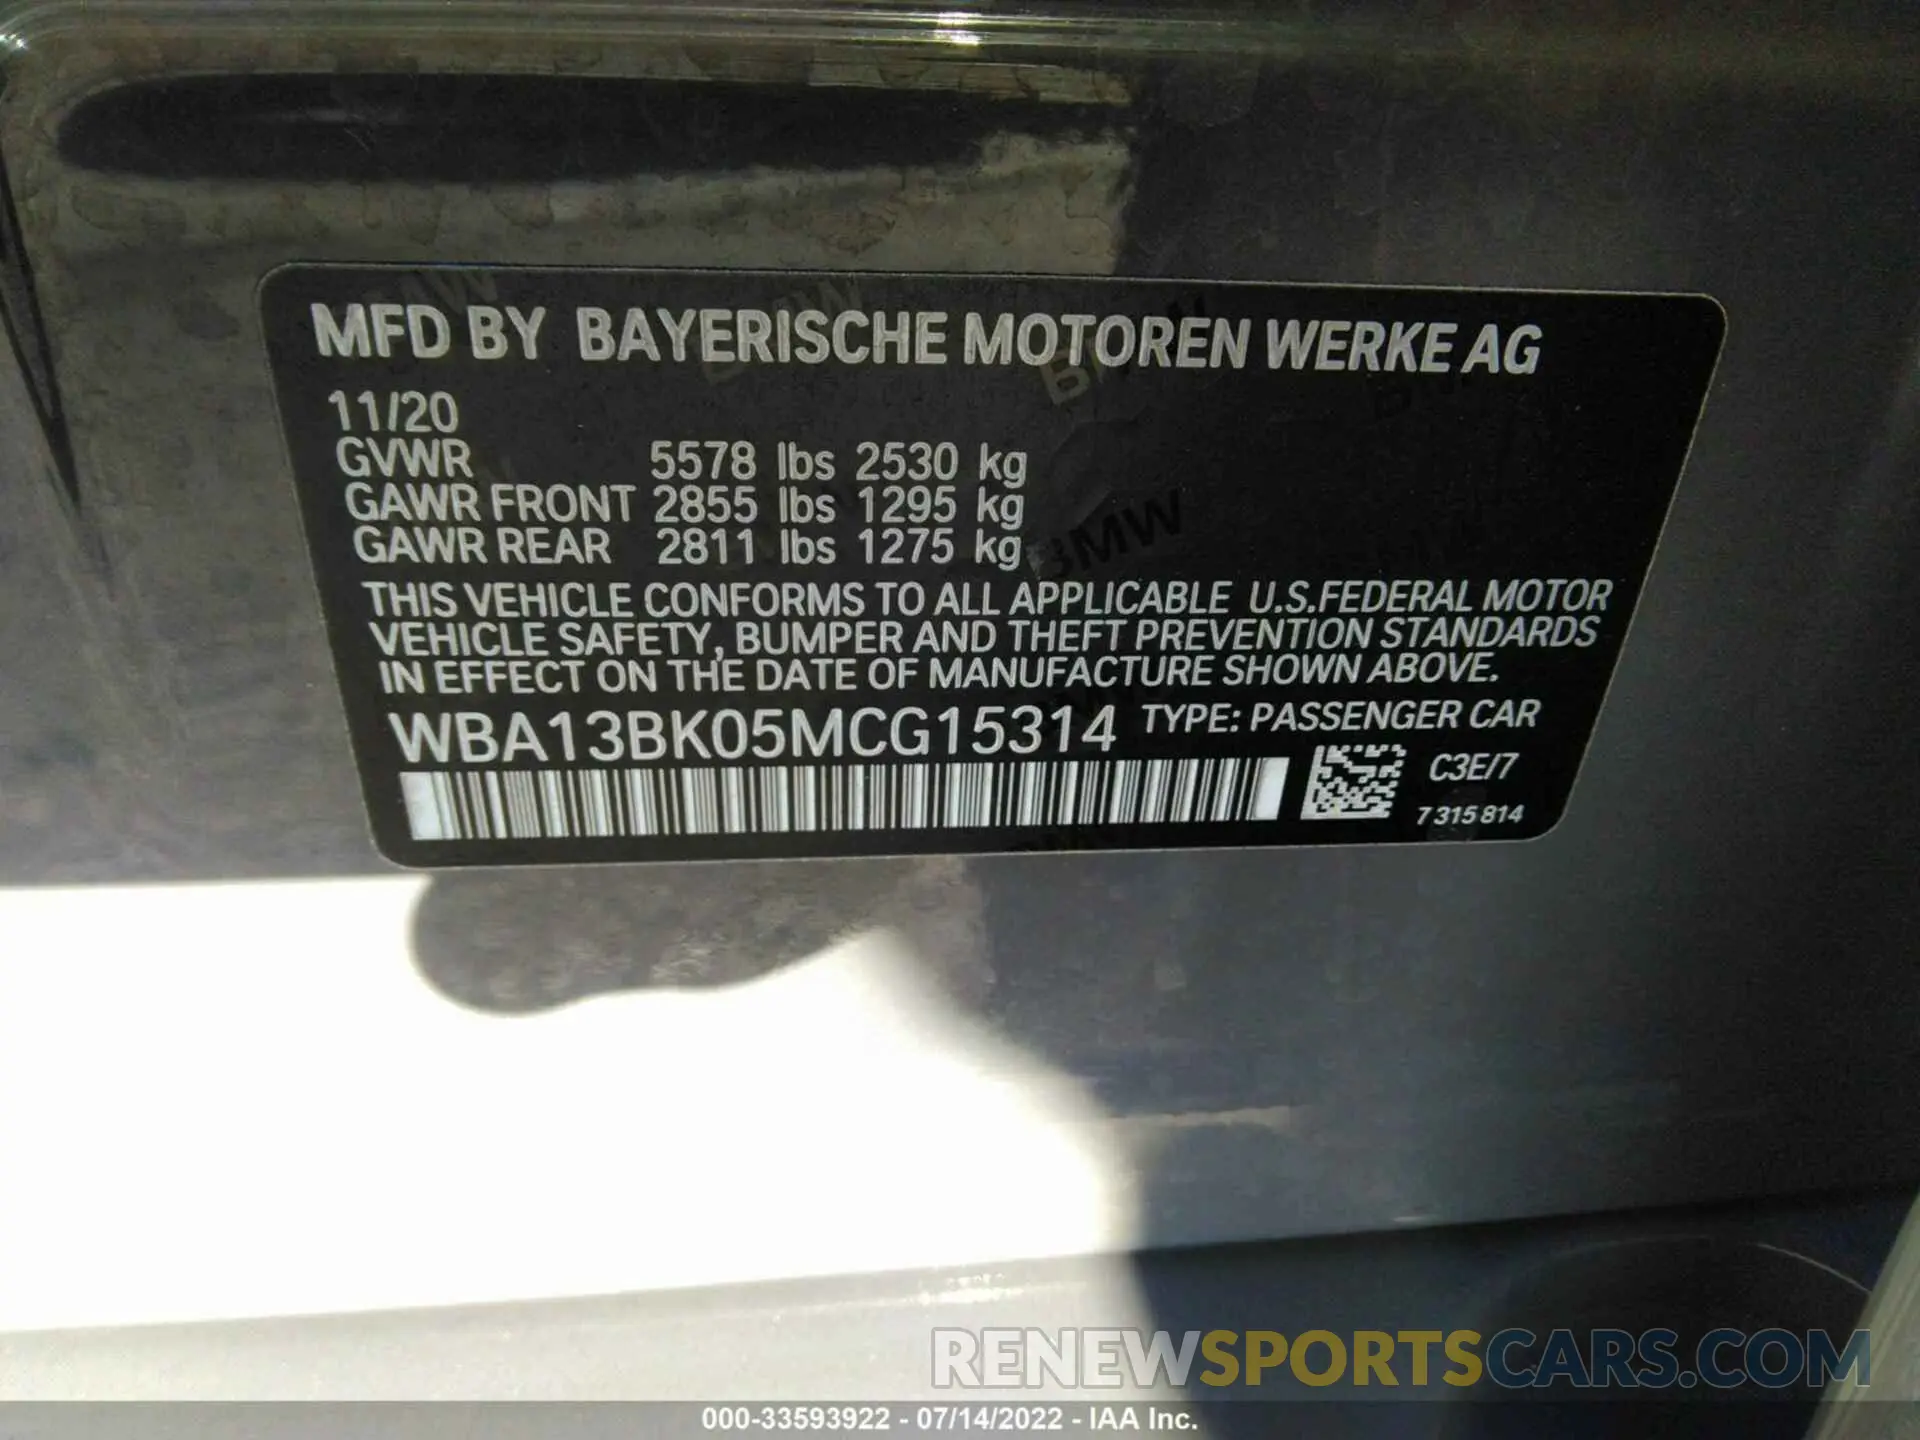 MFD BY BAYERISCHE MOTOREN WERKE AG
11/20
GVWR 5578 lbs 2530 kg
GAWR FRONT 2855 lbs 1295 kg
GAWR REAR 2811 lbs 1275 kg
THIS VEHICLE CONFORMS TO ALL APPLICABLE U.S.FEDERAL MOTOR
VEHICLE SAFETY, BUMPER AND THEFT PREVENTION STANDARDS
IN EFFECT ON THE DATE OF MANUFACTURE SHOWN ABOVE.
WBA13BK05MCG15314 TYPE: PASSENGER CAR
C3E/7
7 315 814
RENEWSPORTSCARS.COM
000-33593922 - 07/14/2022 - IAA Inc.